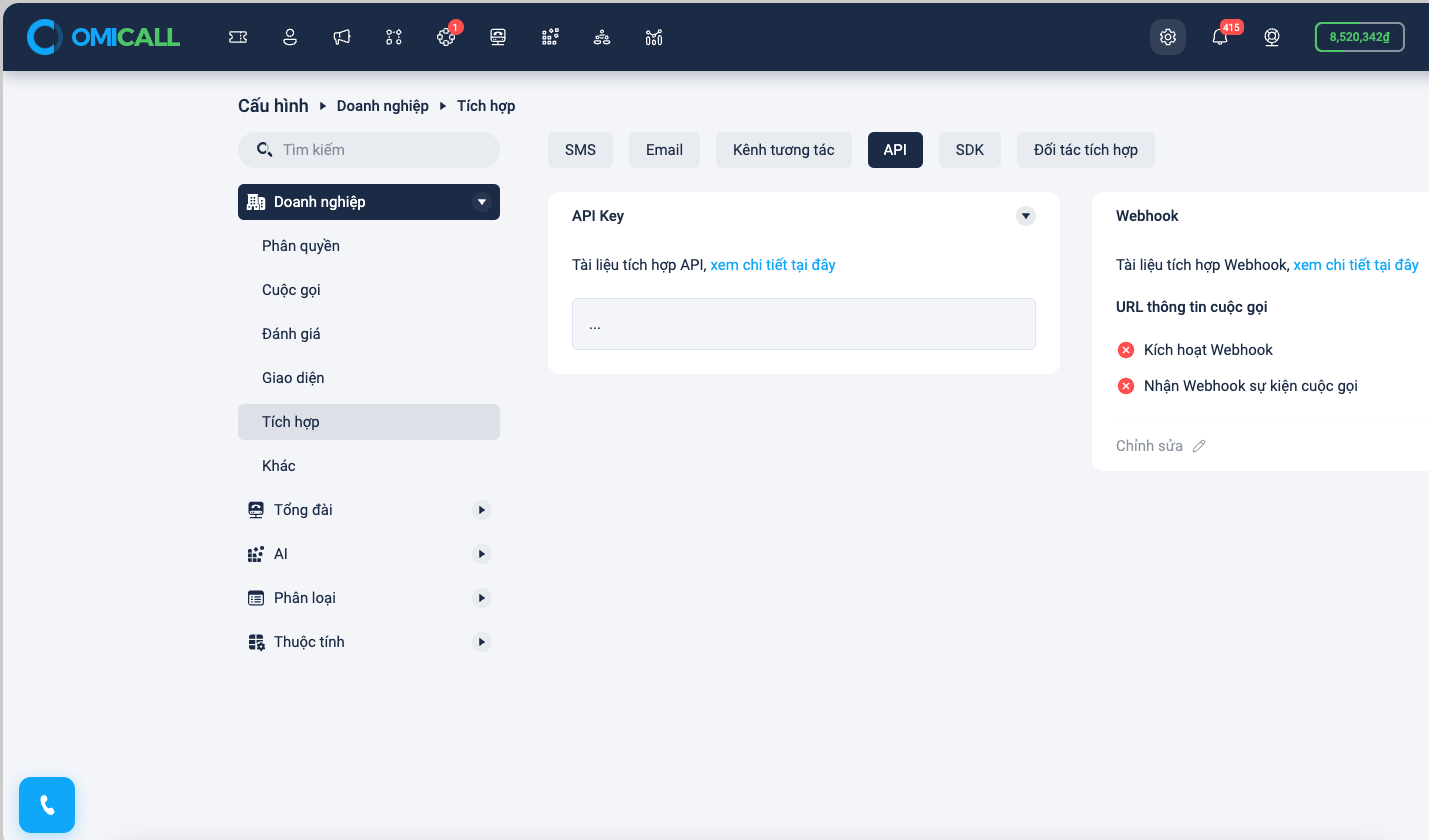 OMICALL
1
415
8,520,342₫
Cấu hình Doanh nghiệp Tích hợp
Tìm kiếm
SMS Email Kênh tương tác API SDK Đối tác tích hợp
Doanh nghiệp
Phân quyền
Cuộc gọi
Đánh giá
Giao diện
Tích hợp
Khác
Tổng đài
AI
Phân loại
Thuộc tính
API Key
Tài liệu tích hợp API, xem chi tiết tại đây
...
Webhook
Tài liệu tích hợp Webhook, xem chi tiết tại đây
URL thông tin cuộc gọi
Kích hoạt Webhook
Nhận Webhook sự kiện cuộc gọi
Chỉnh sửa